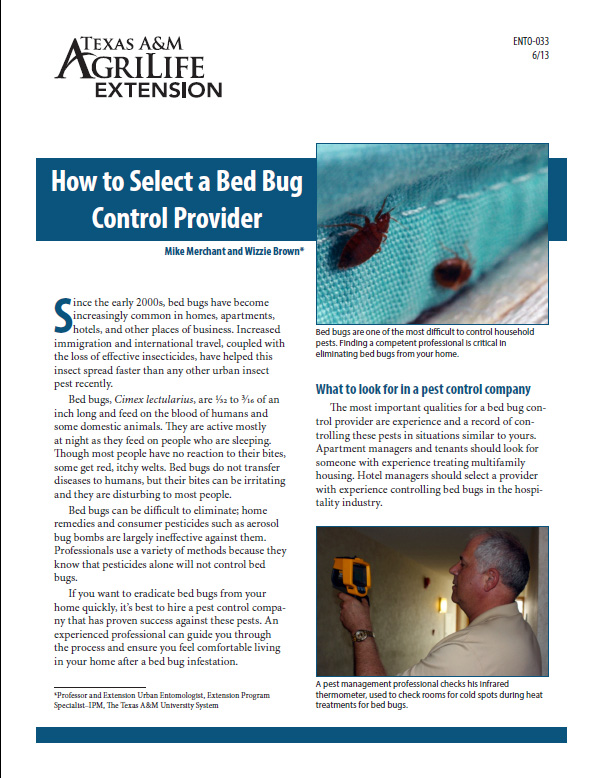 TEXAS A&M
AGRILIFE
EXTENSION
ENTO-033
6/13
How to Select a Bed Bug
Control Provider
Mike Merchant and Wizzie Brown*
Since the early 2000s, bed bugs have become
increasingly common in homes, apartments,
hotels, and other places of business. Increased
immigration and international travel, coupled with
the loss of effective insecticides, have helped this
insect spread faster than any other urban insect
pest recently.
Bed bugs, Cimex lectularius, are 1/32 to 3/16 of an
inch long and feed on the blood of humans and
some domestic animals. They are active mostly
at night as they feed on people who are sleeping.
Though most people have no reaction to their bites,
some get red, itchy welts. Bed bugs do not transfer
diseases to humans, but their bites can be irritating
and they are disturbing to most people.
Bed bugs can be difficult to eliminate; home
remedies and consumer pesticides such as aerosol
bug bombs are largely ineffective against them.
Professionals use a variety of methods because they
know that pesticides alone will not control bed
bugs.
If you want to eradicate bed bugs from your
home quickly, it's best to hire a pest control compa-
ny that has proven success against these pests. An
experienced professional can guide you through
the process and ensure you feel comfortable living
in your home after a bed bug infestation.
*Professor and Extension Urban Entomologist, Extension Program
Specialist–IPM, The Texas A&M University System
Bed bugs are one of the most difficult to control household
pests. Finding a competent professional is critical in
eliminating bed bugs from your home.
What to look for in a pest control company
The most important qualities for a bed bug con-
trol provider are experience and a record of con-
trolling these pests in situations similar to yours.
Apartment managers and tenants should look for
someone with experience treating multifamily
housing. Hotel managers should select a provider
with experience controlling bed bugs in the hospi-
tality industry.
A pest management professional checks his infrared
thermometer, used to check rooms for cold spots during heat
treatments for bed bugs.